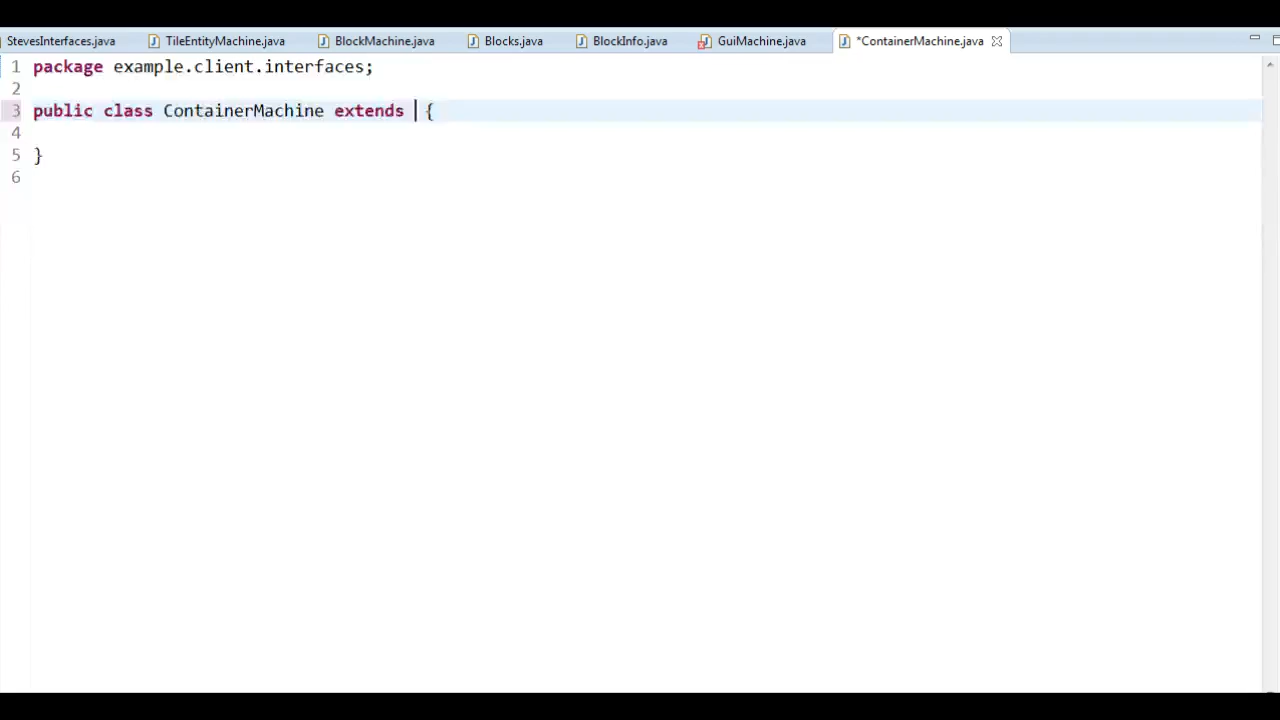 StevesInterfaces.java TileEntityMachine.java BlockMachine.java Blocks.java BlockInfo.java GuiMachine.java *ContainerMachine.java
1 package example.client.interfaces;
2
3 public class ContainerMachine extends {
4
5 }
6